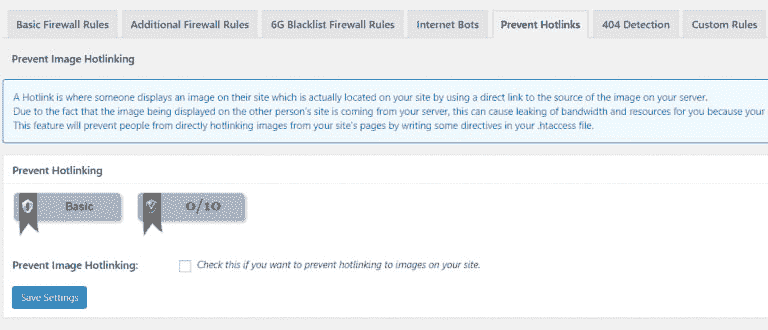 Basic Firewall Rules Additional Firewall Rules 6G Blacklist Firewall Rules Internet Bots Prevent Hotlinks 404 Detection Custom Rules
Prevent Image Hotlinking
A Hotlink is where someone displays an image on their site which is actually located on your site by using a direct link to the source of the image on your server.
Due to the fact that the image being displayed on the other person's site is coming from your server, this can cause leaking of bandwidth and resources for you because your
This feature will prevent people from directly hotlinking images from your site's pages by writing some directives in your .htaccess file.
Prevent Hotlinking
Basic 0/10
Prevent Image Hotlinking: Check this if you want to prevent hotlinking to images on your site.
Save Settings